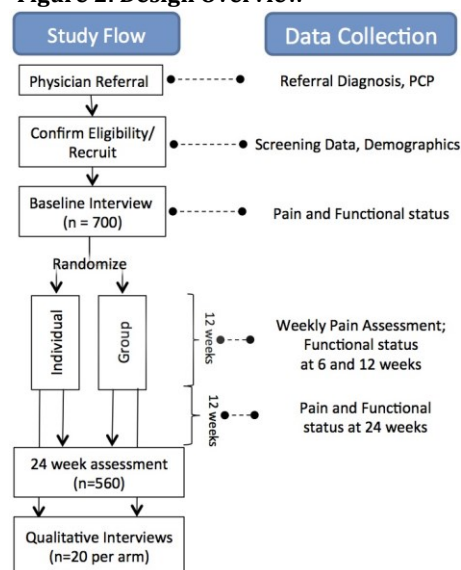 Figure 2. Design Overview
Study Flow
Data Collection
Physician Referral
Referral Diagnosis, PCP
Confirm Eligibility/
Recruit
Screening Data, Demographics
Baseline Interview
(n = 700)
Pain and Functional status
Randomize
Individual
Group
12 weeks
Weekly Pain Assessment;
Functional status
at 6 and 12 weeks
12 weeks
Pain and Functional
status at 24 weeks
24 week assessment
(n=560)
Qualitative Interviews
(n=20 per arm)